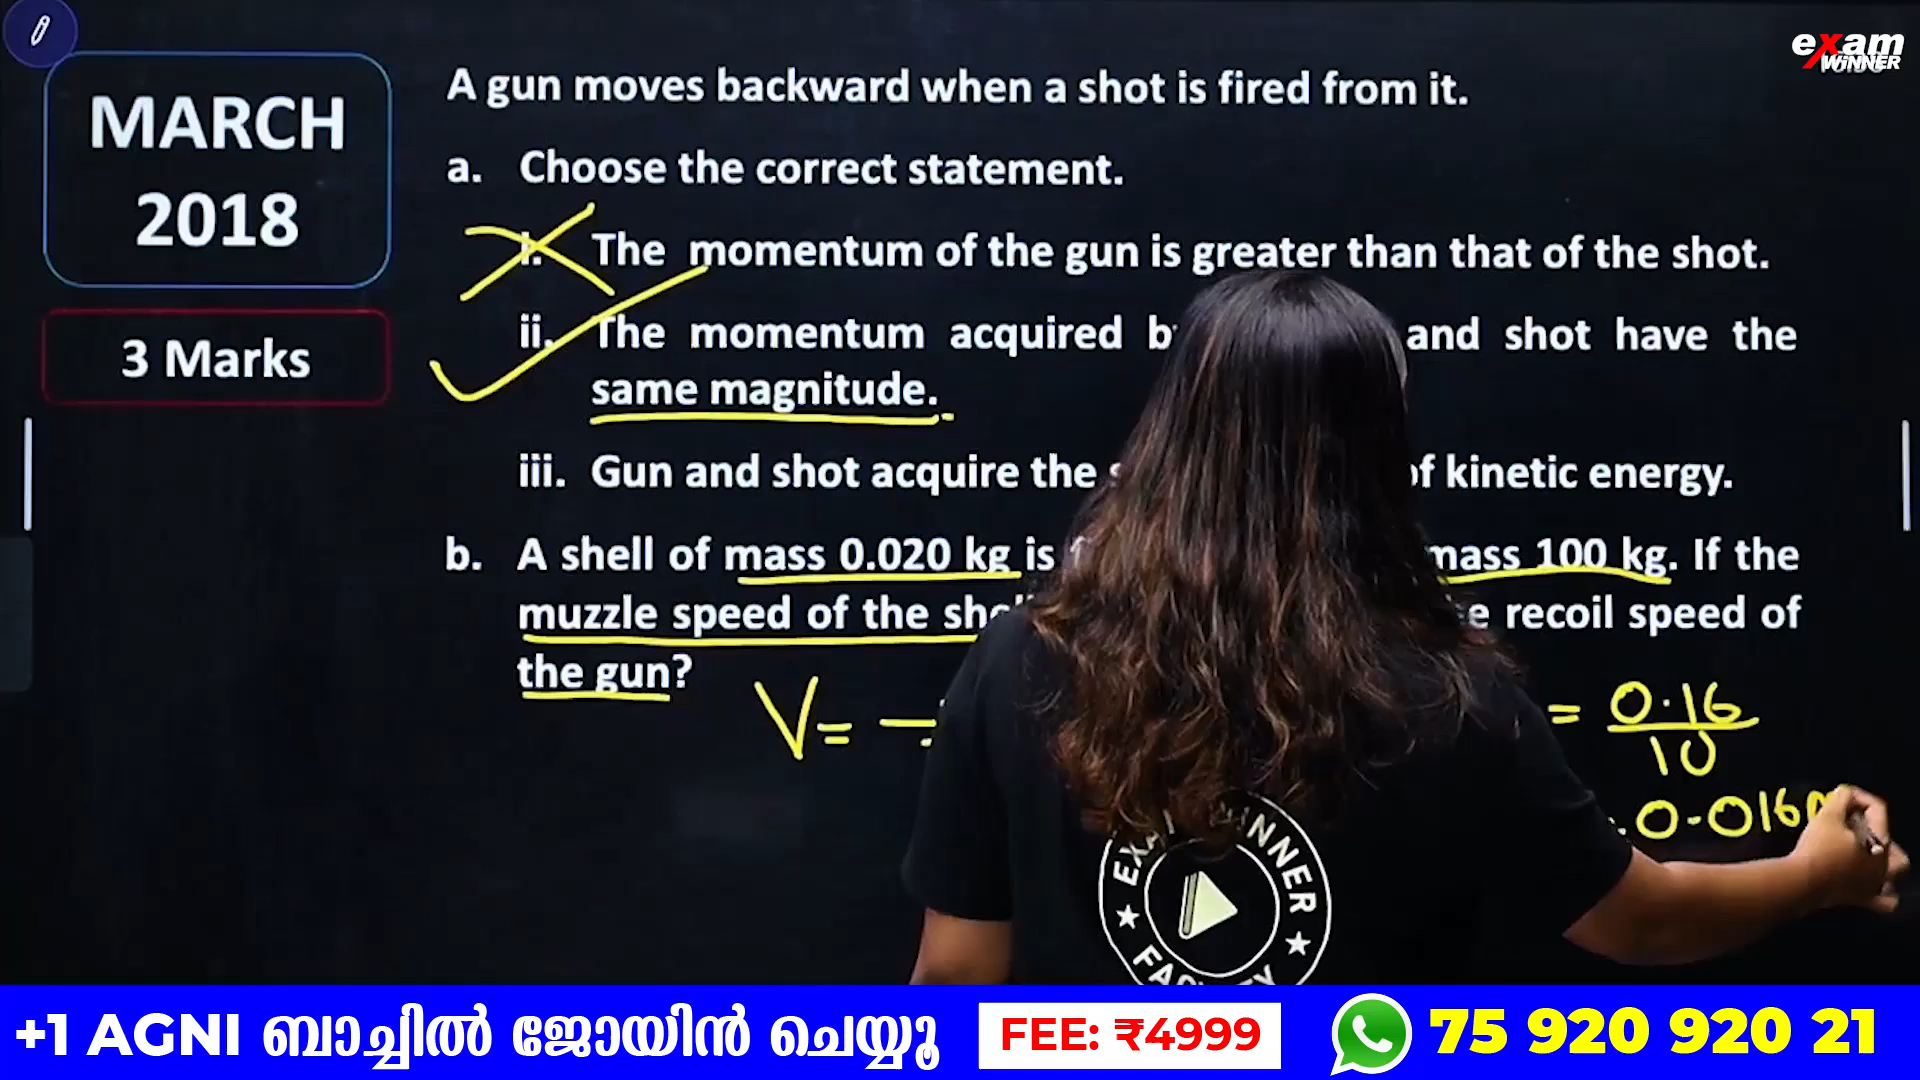 exam
WINNER
MARCH
2018
3 Marks
A gun moves backward when a shot is fired from it.
a. Choose the correct statement.
i. The momentum of the gun is greater than that of the shot.
ii. The momentum acquired and shot have the
same magnitude.
iii. Gun and shot acquire the of kinetic energy.
b. A shell of mass 0.020 kg is mass 100 kg. If the
muzzle speed of the recoil speed of
the gun?
V = -
= 0.16
10
0.016
WINNER
+1 AGNI ബാച്ചിൽ ജോയിൻ ചെയ്യൂ
FEE: ₹4999
75 920 920 21